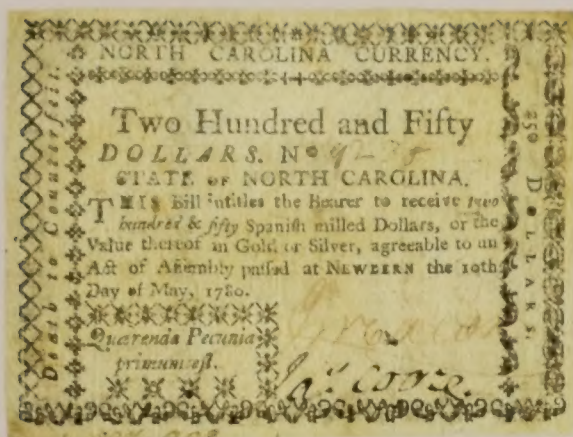 NORTH CAROLINA CURRENCY.
Two Hundred and Fifty
DOLLARS. No
STATE OF NORTH CAROLINA.
THIS Bill intitles the Bearer to receive two
hundred & fifty Spanish milled Dollars, or the
Value thereof in Gold or Silver, agreeable to an
Act of Assembly passed at NEWBERN the 10th
Day of May, 1780.
Quærenda Pecunia
primum est.
Death to Counterfeit.
250 DOLLARS.